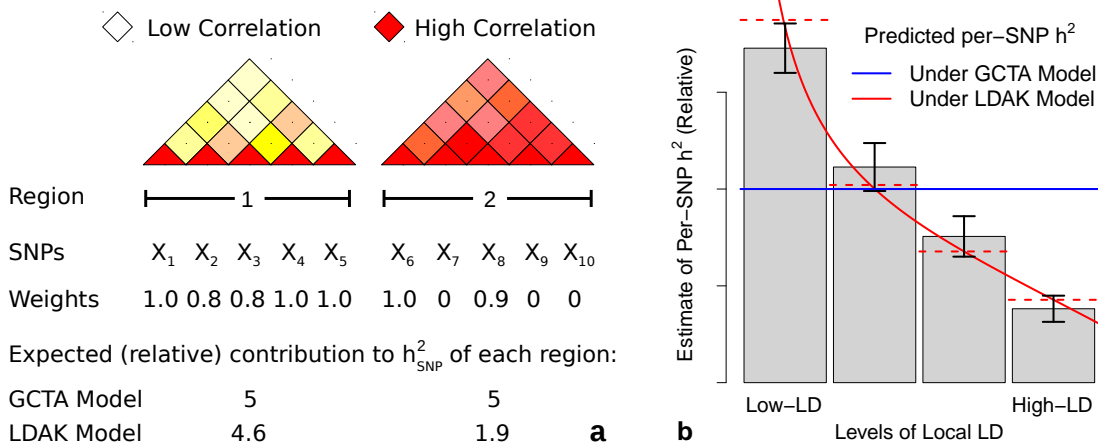 Low Correlation
High Correlation
Region
1
2
SNPs X₁ X₂ X₃ X₄ X₅ X₆ X₇ X₈ X₉ X₁₀
Weights 1.0 0.8 0.8 1.0 1.0 1.0 0 0.9 0 0
Expected (relative) contribution to h²SNP of each region:
GCTA Model 5 5
LDAK Model 4.6 1.9
a
Predicted per−SNP h²
Under GCTA Model
Under LDAK Model
Estimate of Per−SNP h² (Relative)
Low−LD
High−LD
Levels of Local LD
b